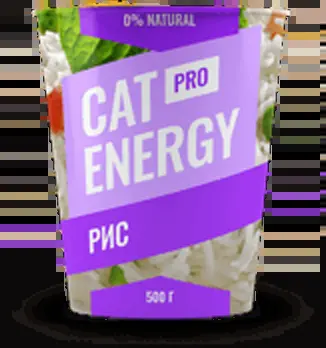 0% NATURAL
CAT PRO
ENERGY
РИС
500 Г